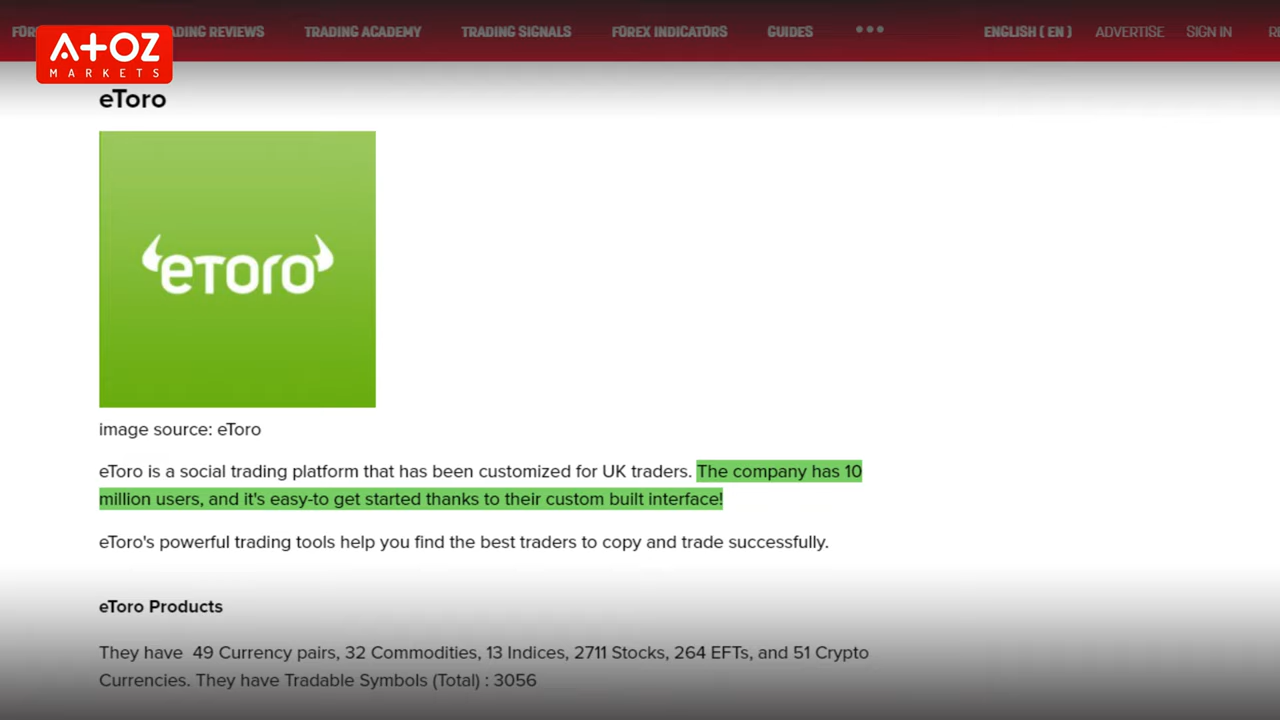 FOR
ADING REVIEWS
TRADING ACADEMY
TRADING SIGNALS
FOREX INDICATORS
GUIDES
ENGLISH ( EN )
ADVERTISE
SIGN IN
A+OZ
MARKETS
eToro
eToro
image source: eToro
eToro is a social trading platform that has been customized for UK traders. The company has 10
million users, and it's easy-to get started thanks to their custom built interface!
eToro's powerful trading tools help you find the best traders to copy and trade successfully.
eToro Products
They have 49 Currency pairs, 32 Commodities, 13 Indices, 2711 Stocks, 264 EFTs, and 51 Crypto
Currencies. They have Tradable Symbols (Total) : 3056